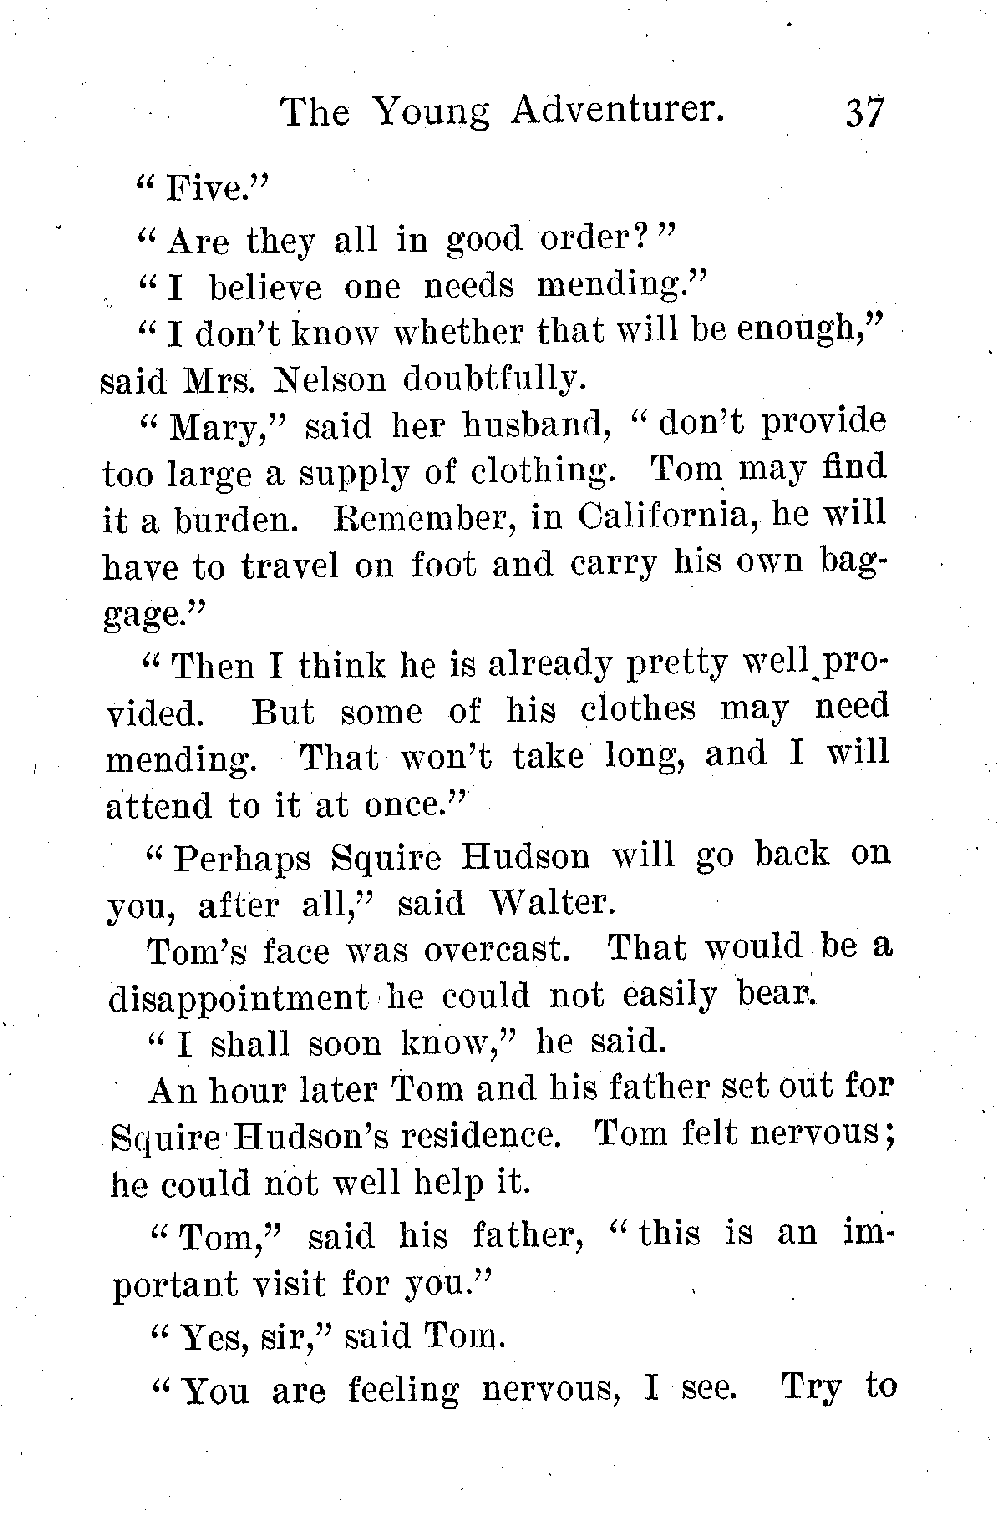 The Young Adventurer. 37
“Five.”
“Are they all in good order?”
“I believe one needs mending.”
“I don’t know whether that will be enough,”
said Mrs. Nelson doubtfully.
“Mary,” said her husband, “don’t provide
too large a supply of clothing. Tom may find
it a burden. Remember, in California, he will
have to travel on foot and carry his own bag-
gage.”
“Then I think he is already pretty well pro-
vided. But some of his clothes may need
mending. That won’t take long, and I will
attend to it at once.”
“Perhaps Squire Hudson will go back on
you, after all,” said Walter.
Tom’s face was overcast. That would be a
disappointment he could not easily bear.
“I shall soon know,” he said.
An hour later Tom and his father set out for
Squire Hudson’s residence. Tom felt nervous;
he could not well help it.
“Tom,” said his father, “this is an im-
portant visit for you.”
“Yes, sir,” said Tom.
“You are feeling nervous, I see. Try to